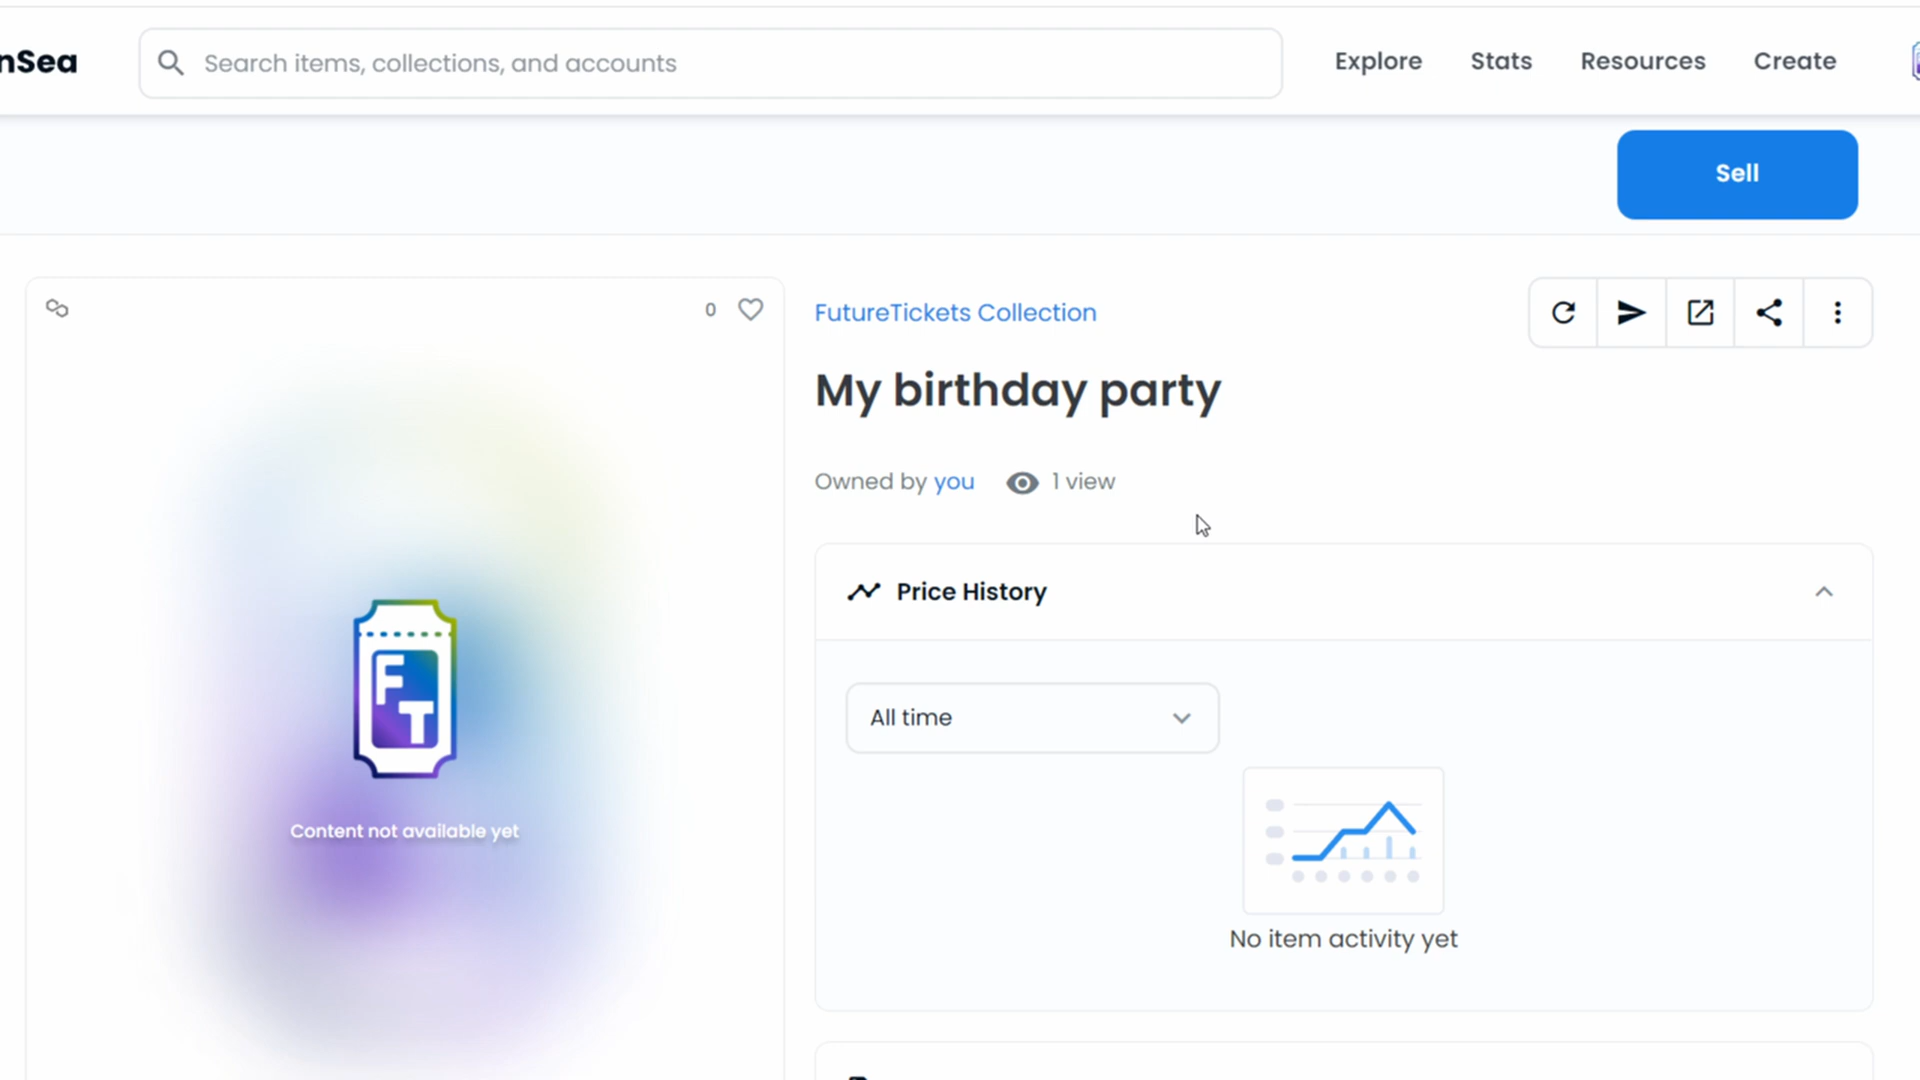 nSea
Search items, collections, and accounts
Explore
Stats
Resources
Create
Sell
0
FutureTickets Collection
My birthday party
Owned by you
1 view
Price History
All time
FT
Content not available yet
No item activity yet